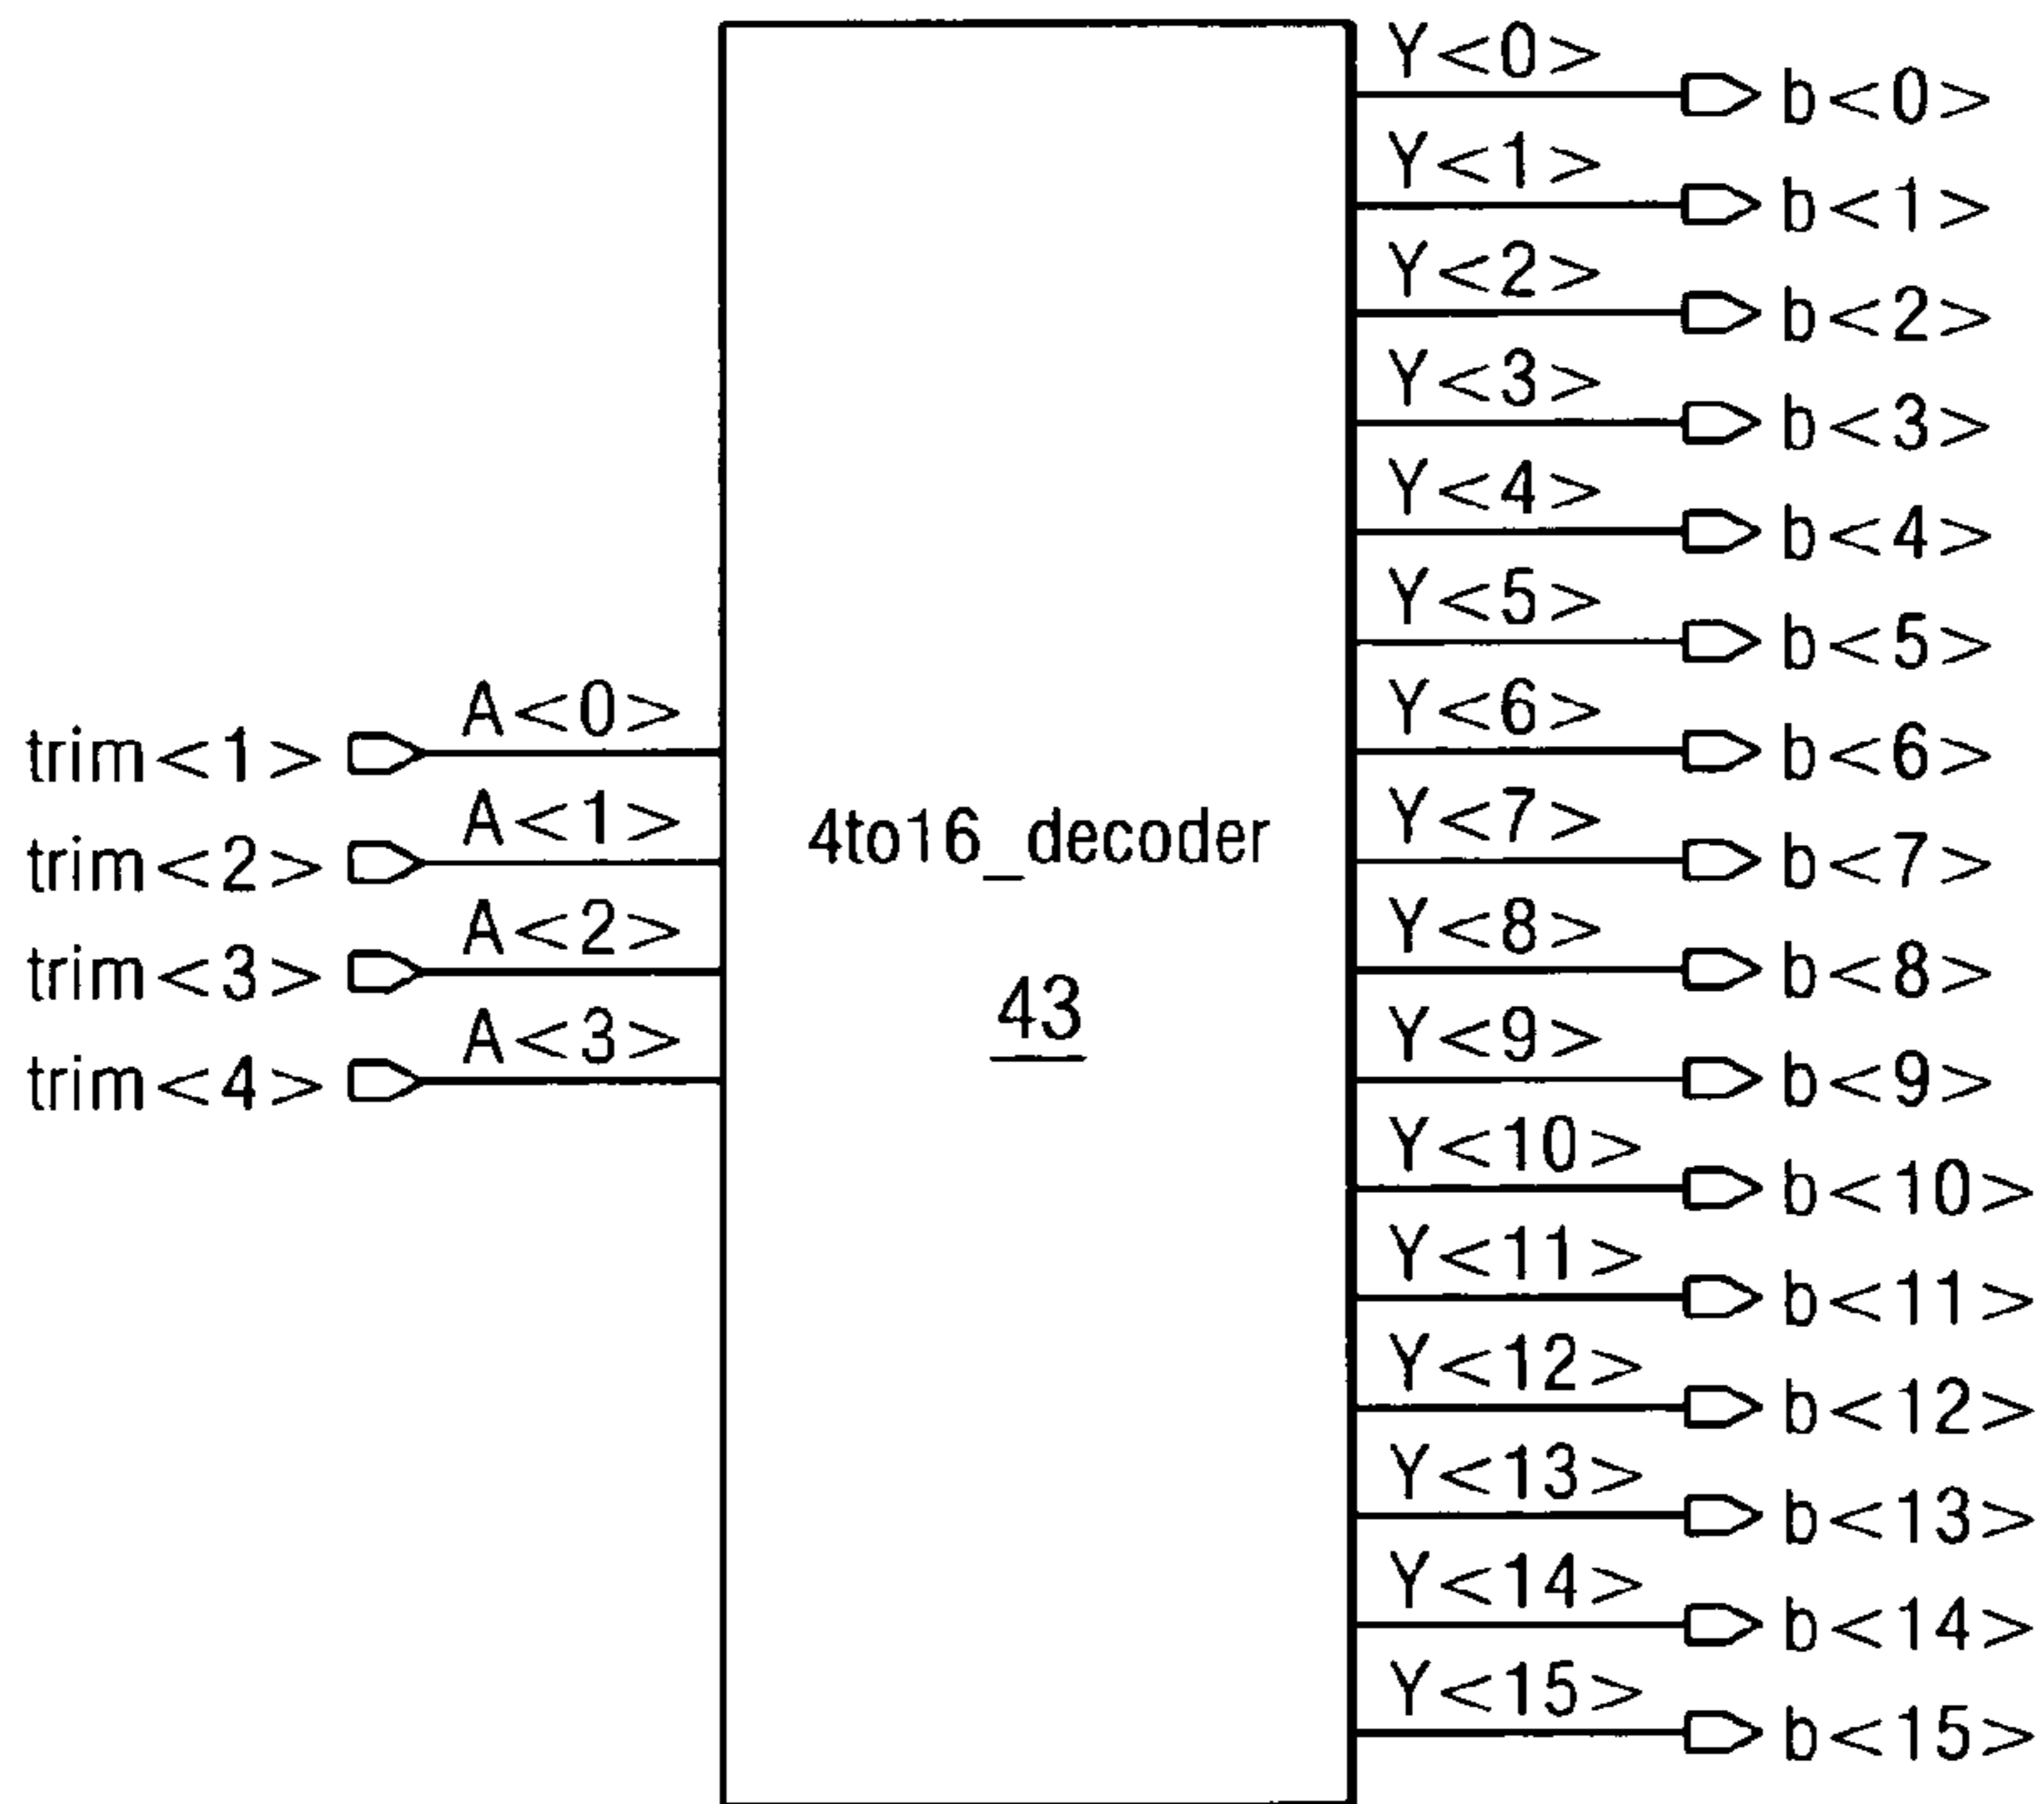 Y<0>
b<0>
Y<1>
b<1>
Y<2>
b<2>
Y<3>
b<3>
Y<4>
b<4>
Y<5>
b<5>
Y<6>
b<6>
Y<7>
b<7>
Y<8>
b<8>
Y<9>
b<9>
Y<10>
b<10>
Y<11>
b<11>
Y<12>
b<12>
Y<13>
b<13>
Y<14>
b<14>
Y<15>
b<15>
A<0>
trim<1>
A<1>
trim<2>
A<2>
trim<3>
A<3>
trim<4>
4to16_decoder
43